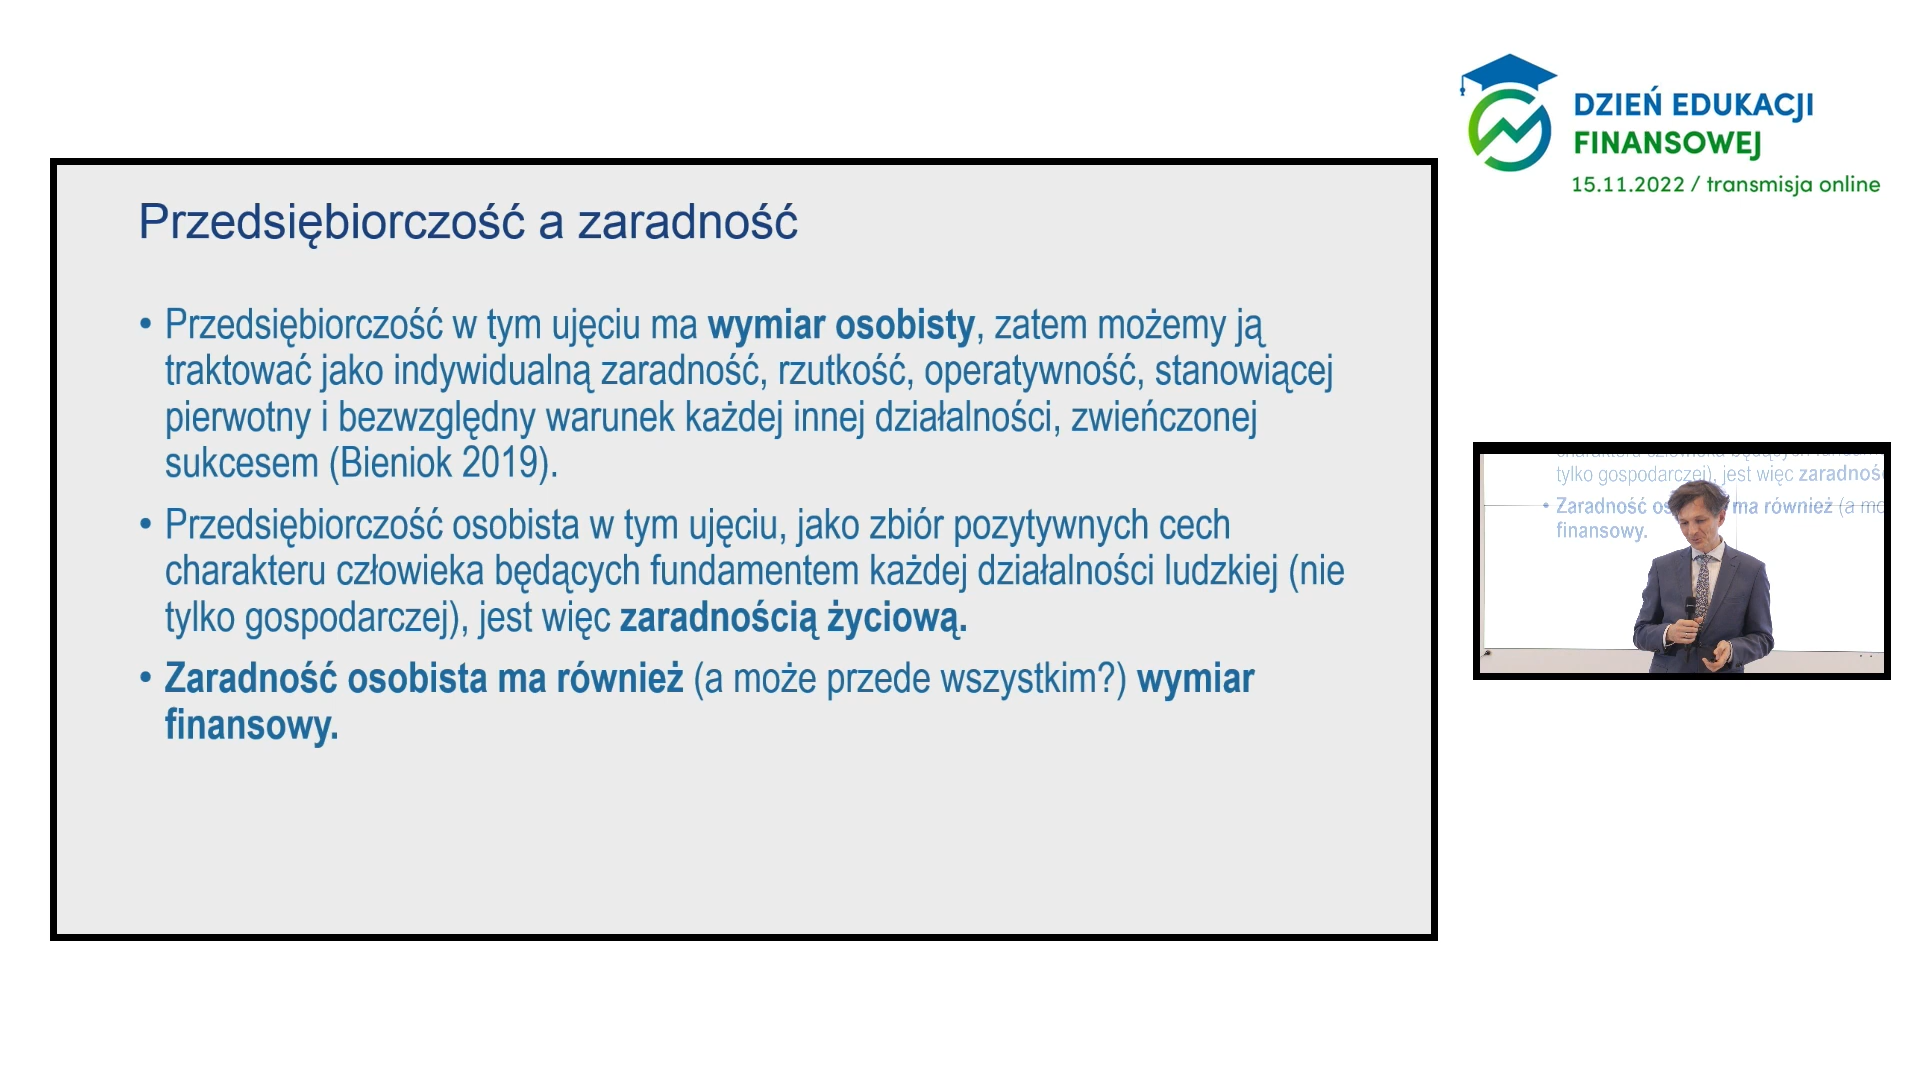 DZIEŃ EDUKACJI
FINANSOWEJ
15.11.2022 / transmisja online
Przedsiębiorczość a zaradność
• Przedsiębiorczość w tym ujęciu ma wymiar osobisty, zatem możemy ją
traktować jako indywidualną zaradność, rzutkość, operatywność, stanowiącej
pierwotny i bezwzględny warunek każdej innej działalności, zwieńczonej
sukcesem (Bieniok 2019).
• Przedsiębiorczość osobista w tym ujęciu, jako zbiór pozytywnych cech
charakteru człowieka będących fundamentem każdej działalności ludzkiej (nie
tylko gospodarczej), jest więc zaradnością życiową.
• Zaradność osobista ma również (a może przede wszystkim?) wymiar
finansowy.
tylko gospodarczej), jest więc
• Zaradność ma również (a
finansowy.